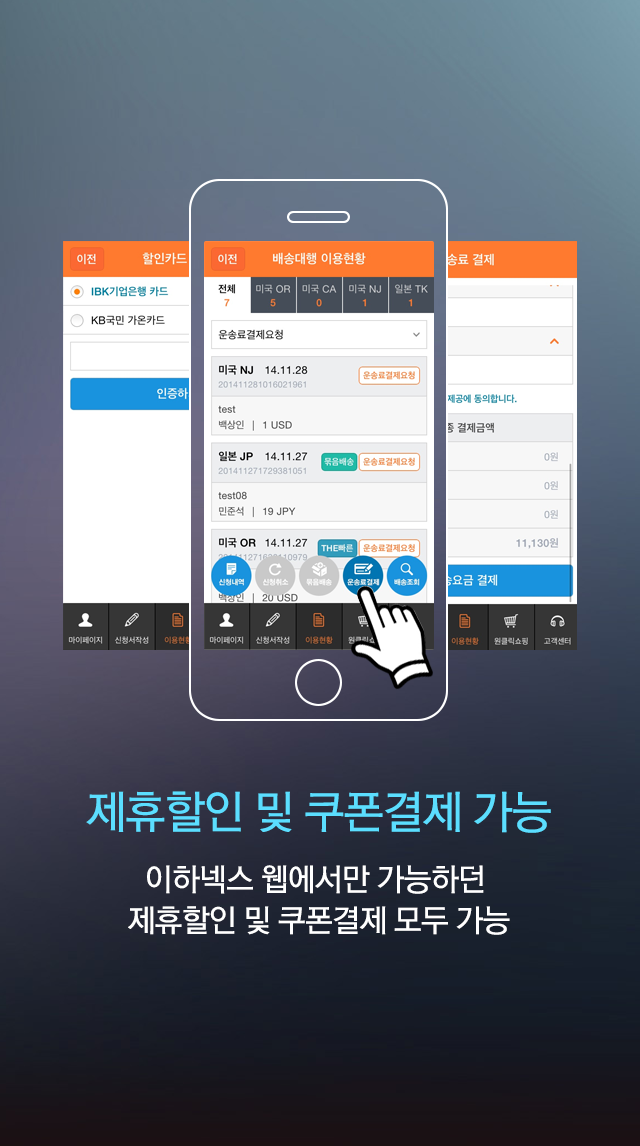 이전
할인카드
IBK기업은행 카드
KB국민 가온카드
인증하
마이페이지
신청서작성
이용현황
이전
배송대행 이용현황
전체 미국 OR 미국 CA 미국 NJ 일본 TK
7 5 0 1 1
운송료결제요청
미국 NJ 14.11.28 운송료결제요청
201411281016021961
test
백상인 | 1 USD
일본 JP 14.11.27 묶음배송 운송료결제요청
201411271729381051
test08
민준석 | 19 JPY
미국 OR 14.11.27 THE빠른 운송료결제요청
신청내역 신청취소 묶음배송 운송료결제 배송조회
백상인 | 20 USD
마이페이지 신청서작성 이용현황 원클릭쇼
송료 결제
제공에 동의합니다.
종 결제금액
0원
0원
0원
11,130원
송요금 결제
이용현황 원클릭쇼핑 고객센터
제휴할인 및 쿠폰결제 가능
이하넥스 웹에서만 가능하던
제휴할인 및 쿠폰결제 모두 가능